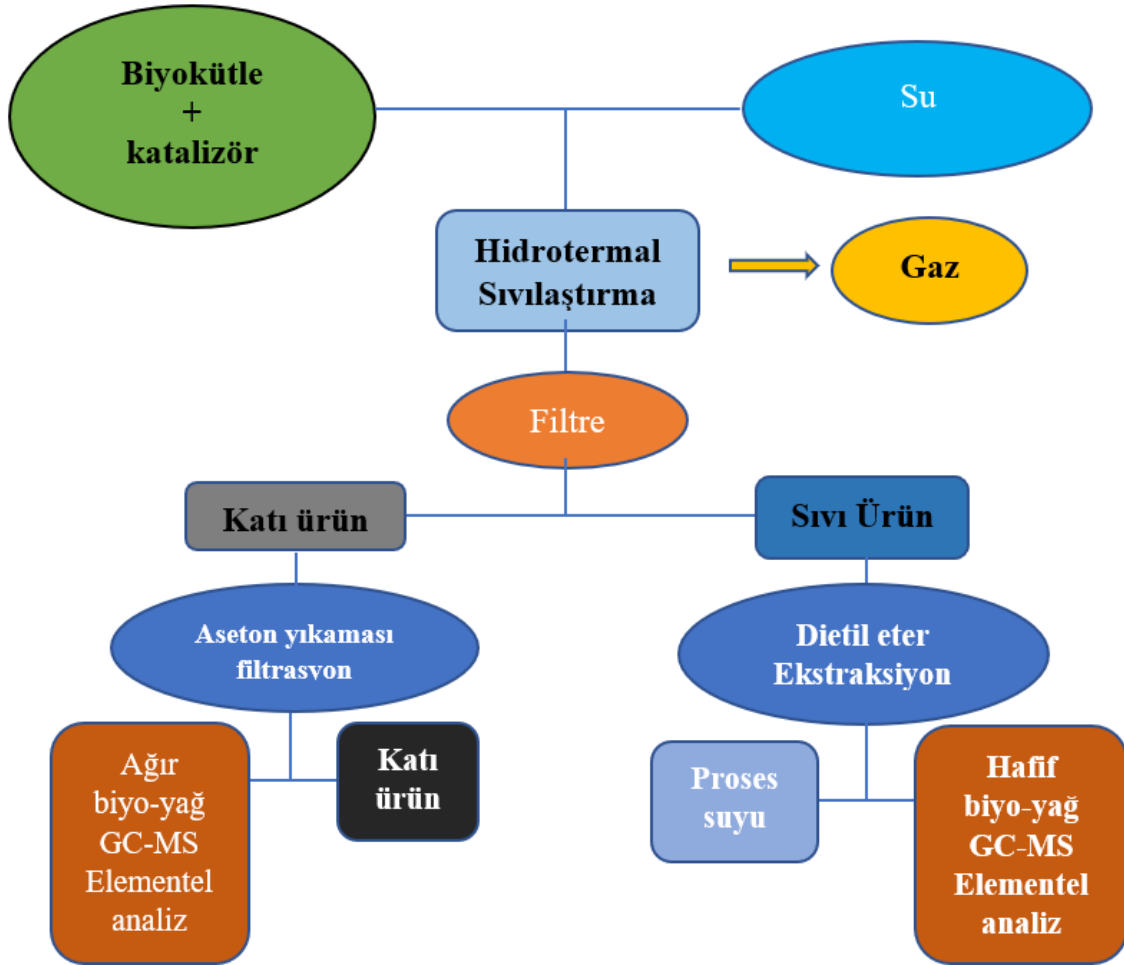 Biyokütle
+
katalizör
Su
Hidrotermal
Sıvılaştırma
Gaz
Filtre
Katı ürün
Sıvı Ürün
Aseton yıkaması
filtrasyon
Dietil eter
Ekstraksiyon
Ağır
biyo-yağ
GC-MS
Elementel
analiz
Katı
ürün
Proses
suyu
Hafif
biyo-yağ
GC-MS
Elementel
analiz